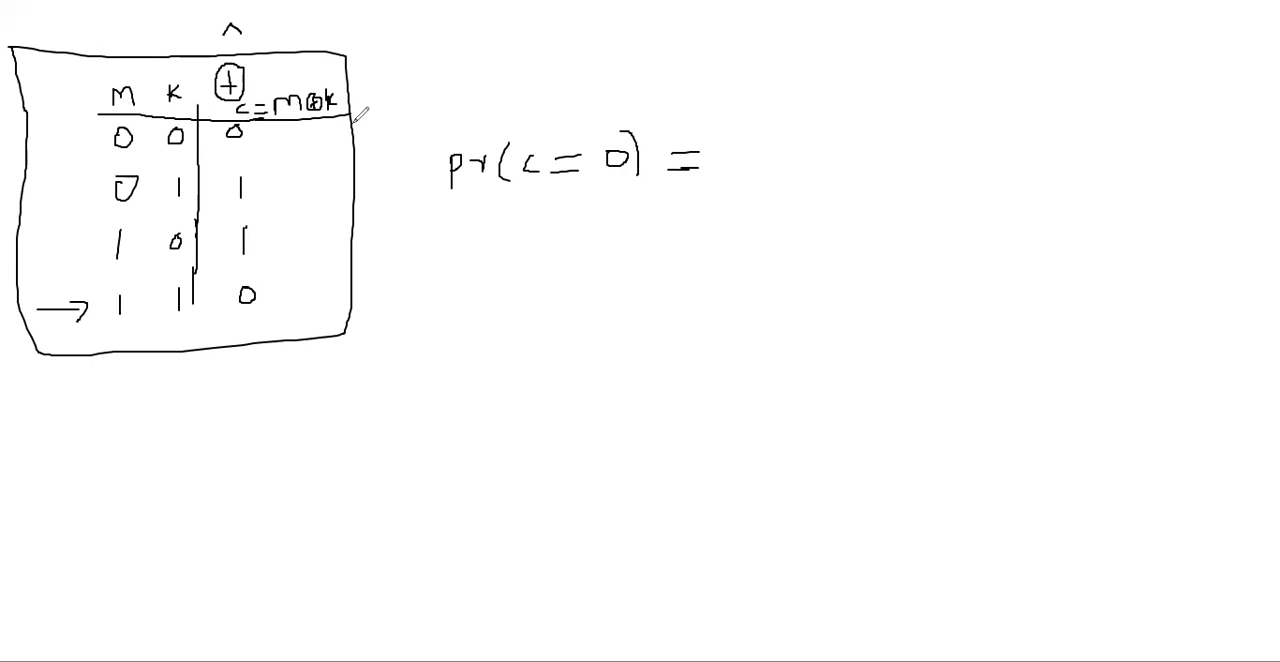 ^
⊕
M K c = m⊕k
0 0 0
0 1 1 pr(c = 0) =
1 0 1
→ 1 1 0